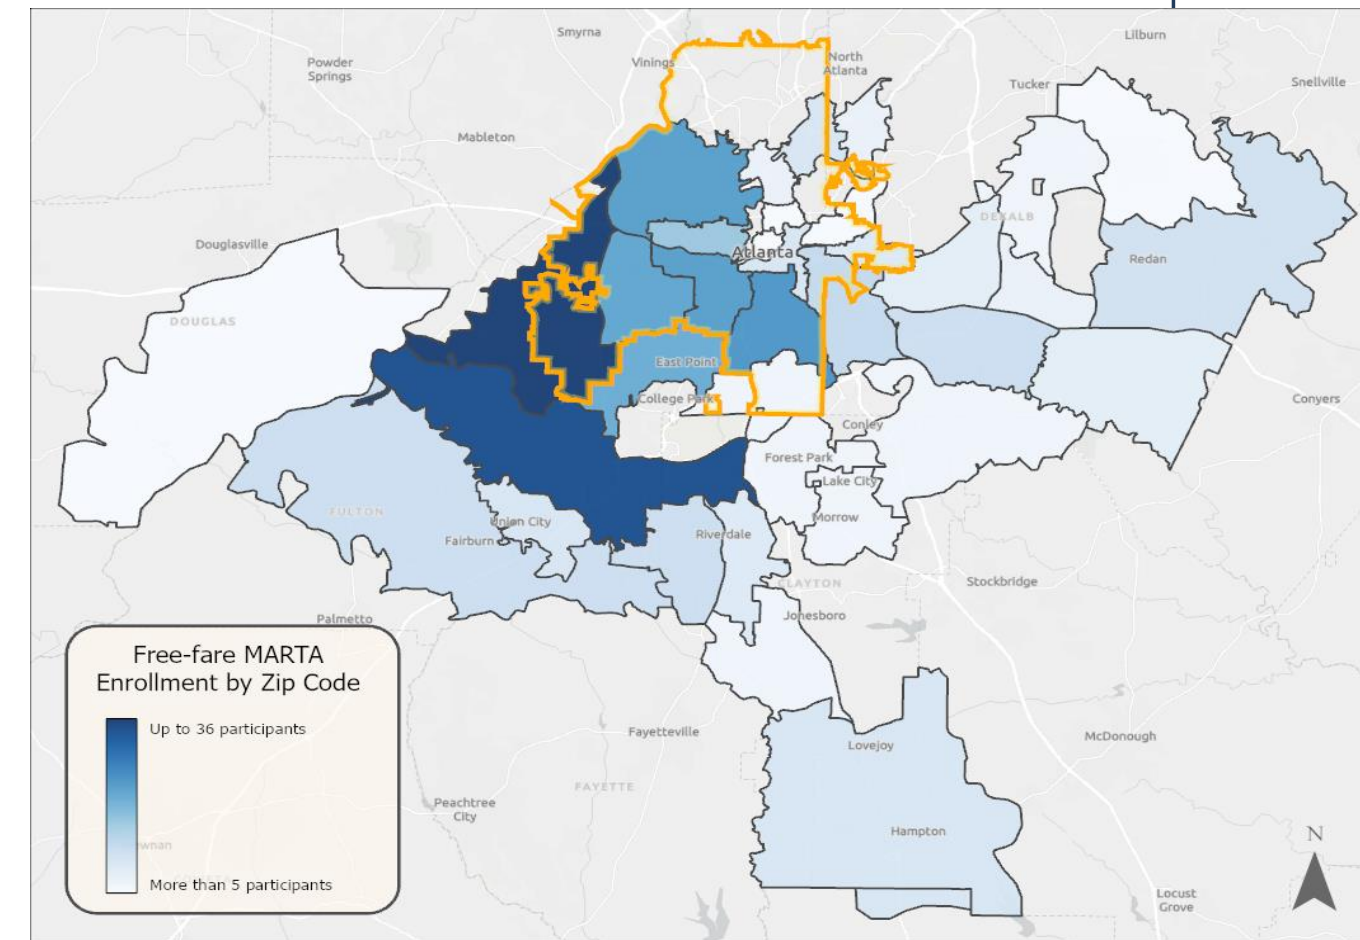 Smyrna
Lilburn
Powder
Springs
Vinings
North
Atlanta
Tucker
Snellville
Mableton
DEKALB
Douglasville
Atlanta
Redan
DOUGLAS
East Point
College Park
Conyers
Conley
Forest Park
Lake City
FULTON
Union City
Morrow
Fairburn
Riverdale
CLAYTON
Stockbridge
Palmetto
Jonesboro
Free-fare MARTA
Enrollment by Zip Code
Up to 36 participants
Fayetteville
McDonough
Lovejoy
FAYETTE
Peachtree
City
Hampton
N
wnan
More than 5 participants
Locust
Grove